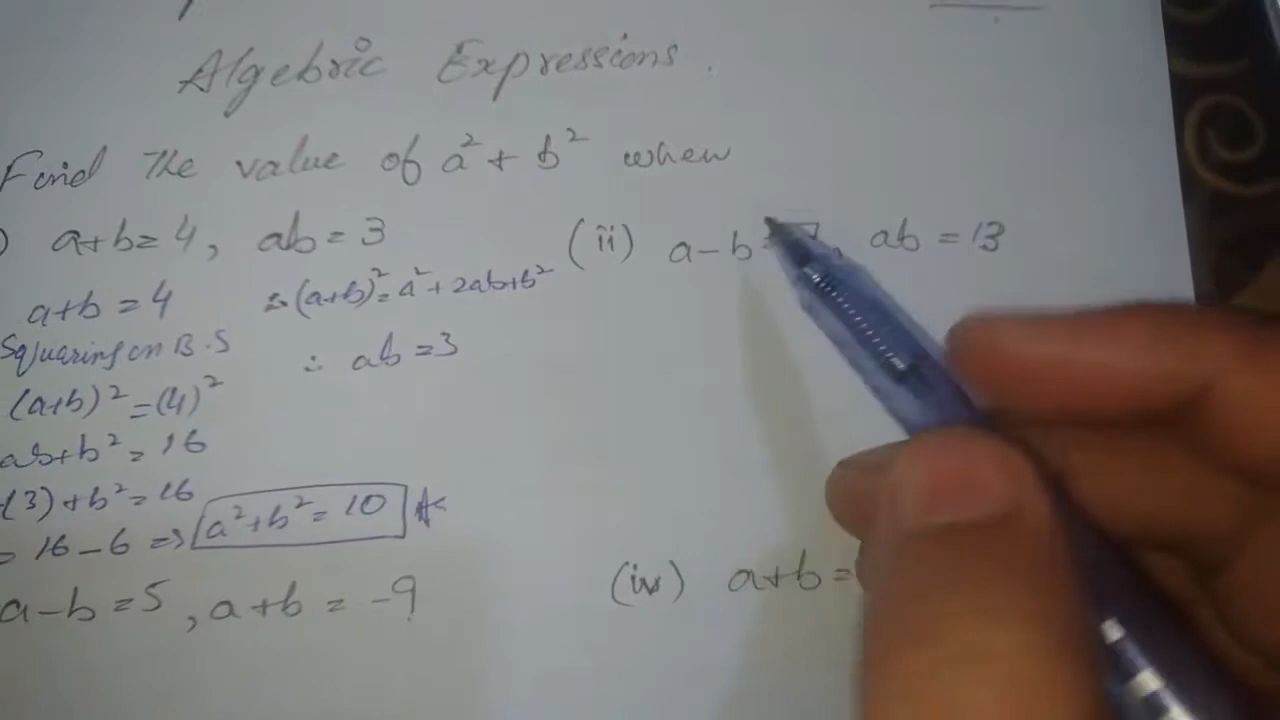 Algebric Expressions.
Find the value of a² + b² when
) a+b=4, ab=3
(ii) a-b=7, ab=13
a+b=4 ∴(a+b)²=a²+2ab+b²
Squaring on B.S ∴ ab=3
(a+b)²=(4)²
ab+b²=16
(3)+b²=16
= 16-6 => a²+b²=10
a-b=5, a+b=-9
(iv) a+b=